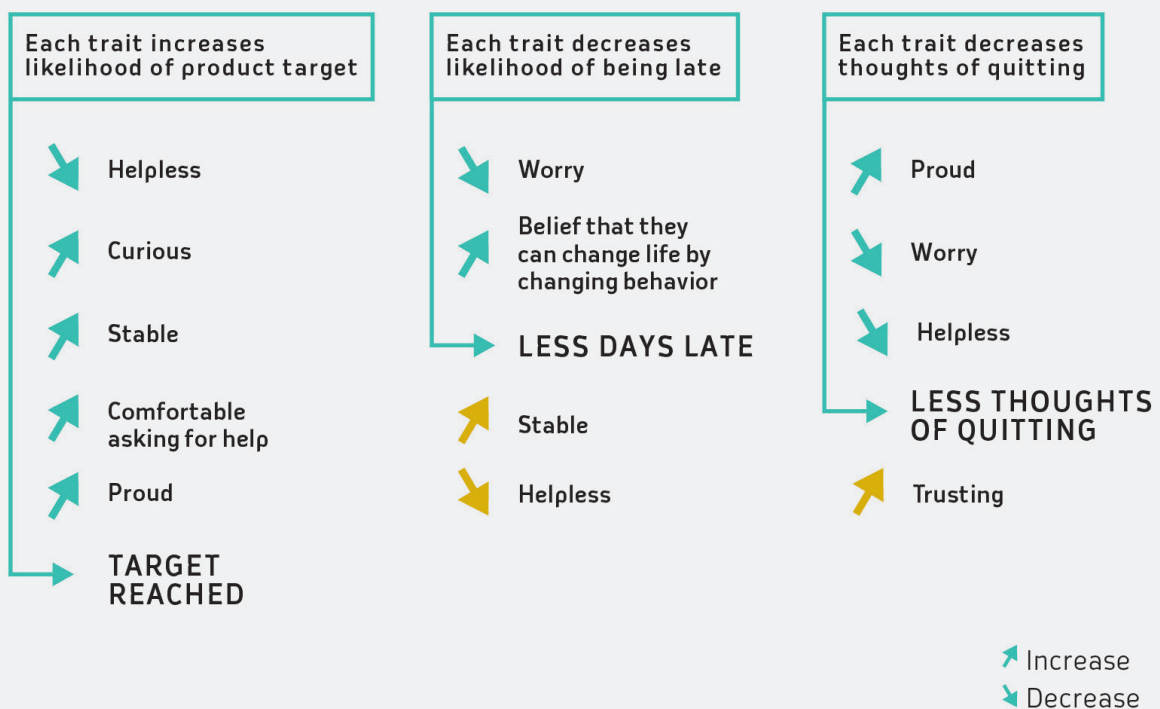 Each trait increases
likelihood of product target
Helpless
Curious
Stable
Comfortable
asking for help
Proud
TARGET
REACHED
Each trait decreases
likelihood of being late
Worry
Belief that they
can change life by
changing behavior
LESS DAYS LATE
Stable
Helpless
Each trait decreases
thoughts of quitting
Proud
Worry
Helpless
LESS THOUGHTS
OF QUITTING
Trusting
Increase
Decrease